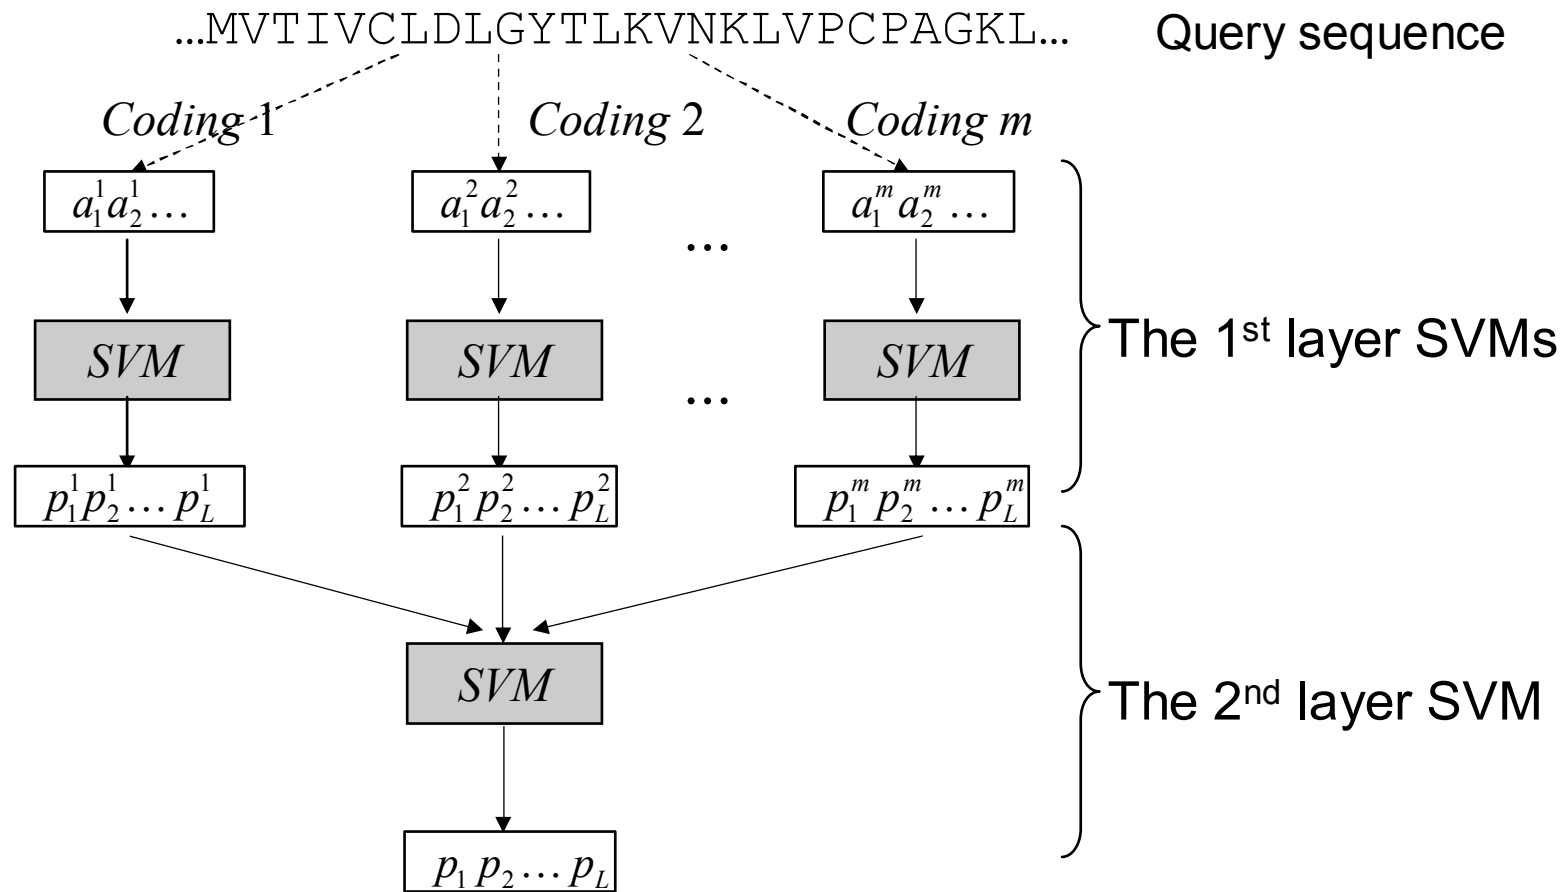 ...MVTIVCLDLGYTLKVNKLVPCPAGKL... Query sequence
Coding 1 Coding 2 Coding m
a₁¹a₂¹… a₁²a₂²… a₁ᵐa₂ᵐ…
...
SVM SVM SVM
The 1ˢᵗ layer SVMs
...
p₁¹p₂¹…p_L¹ p₁²p₂²…p_L² p₁ᵐp₂ᵐ…p_Lᵐ
SVM
The 2ⁿᵈ layer SVM
p₁p₂…p_L